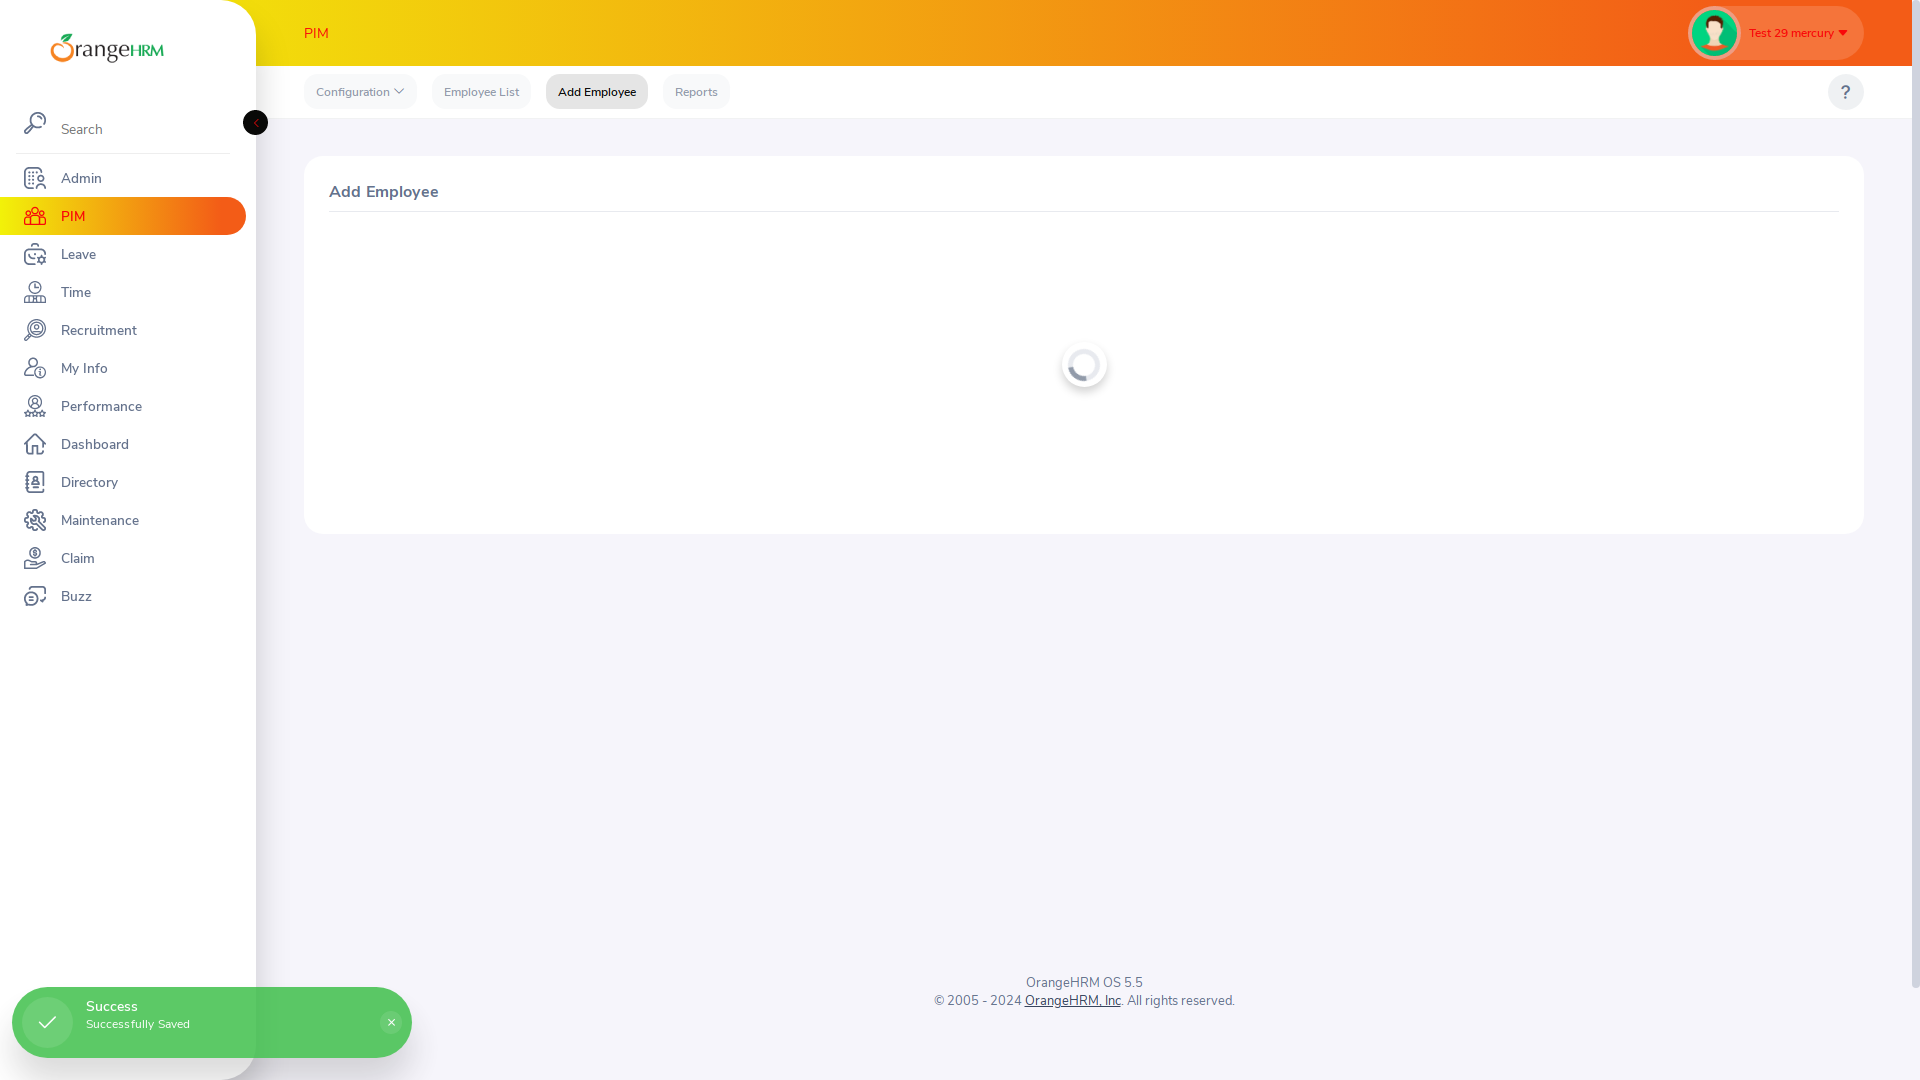 OrangeHRM
PIM
Test 29 mercury
Configuration
Employee List
Add Employee
Reports
?
Search
Admin
PIM
Leave
Time
Recruitment
My Info
Performance
Dashboard
Directory
Maintenance
Claim
Buzz
Add Employee
OrangeHRM OS 5.5
© 2005 - 2024 OrangeHRM, Inc. All rights reserved.
Success
Successfully Saved